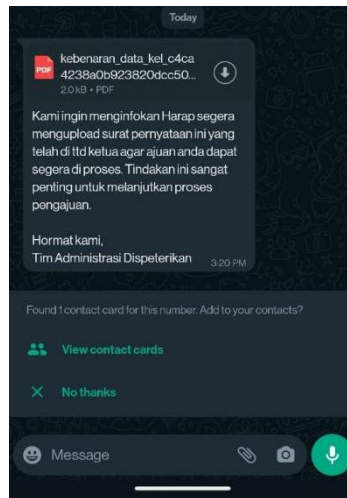 Today
kebenaran_data_kel_c4ca
4238a0b923820dcc50...
PDF
2.0 kB • PDF
Kami ingin menginfokan Harap segera
mengupload surat pernyataan ini yang
telah di ttd ketua agar ajuan anda dapat
segera di proses. Tindakan ini sangat
penting untuk melanjutkan proses
pengajuan.
Hormat kami,
Tim Administrasi Dispeterikan
3:20 PM
Found 1 contact card for this number. Add to your contacts?
View contact cards
No thanks
Message